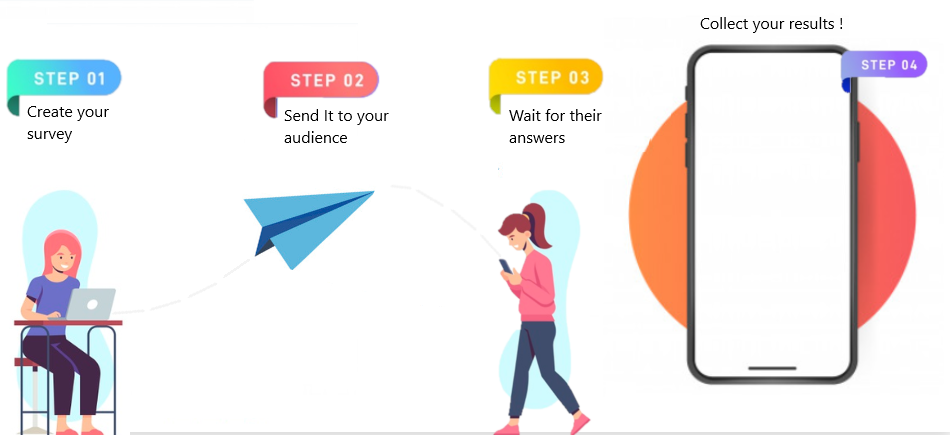 STEP 01
Create your
survey
STEP 02
Send It to your
audience
STEP 03
Wait for their
answers
Collect your results !
STEP 04